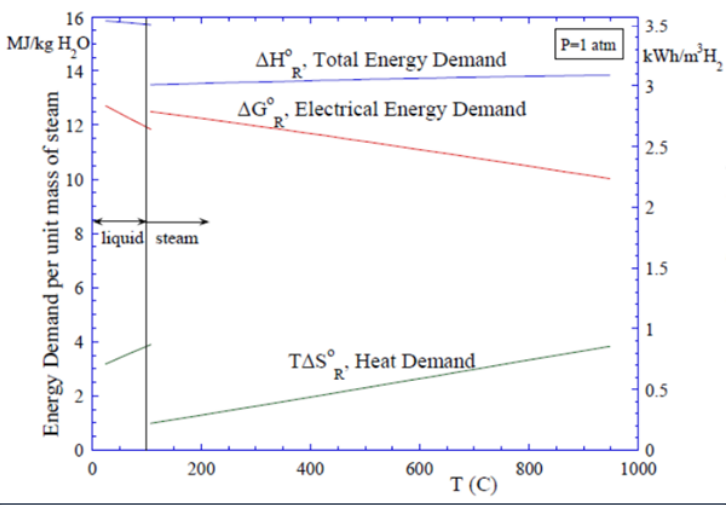 16
MJ/kg H2O
14
12
10
8
6
4
2
0
Energy Demand per unit mass of steam
ΔH°R, Total Energy Demand
P=1 atm
ΔG°R, Electrical Energy Demand
liquid steam
TΔS°R, Heat Demand
3.5
kWh/m³H2
3
2.5
2
1.5
1
0.5
0
0 200 400 600 800 1000
T (C)